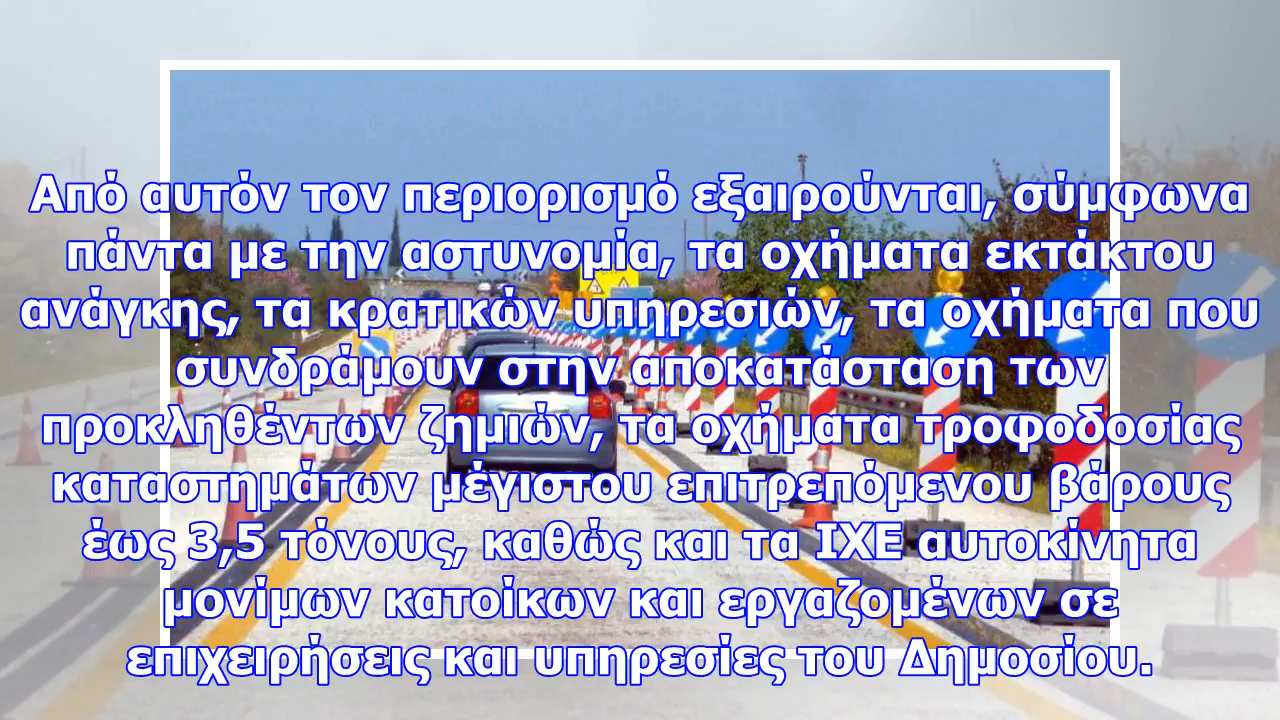 Από αυτόν τον περιορισμό εξαιρούνται, σύμφωνα
πάντα με την αστυνομία, τα οχήματα εκτάκτου
ανάγκης, τα κρατικών υπηρεσιών, τα οχήματα που
συνδράμουν στην αποκατάσταση των
προκληθέντων ζημιών, τα οχήματα τροφοδοσίας
καταστημάτων μέγιστου επιτρεπόμενου βάρους
έως 3,5 τόνους, καθώς και τα ΙΧΕ αυτοκίνητα
μονίμων κατοίκων και εργαζομένων σε
επιχειρήσεις και υπηρεσίες του Δημοσίου.